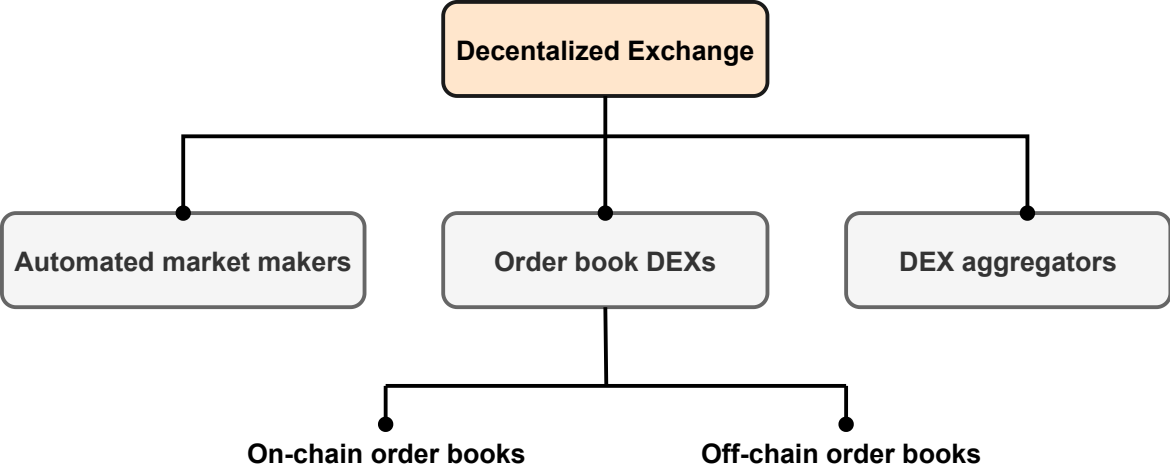 Decentalized Exchange
Automated market makers
Order book DEXs
DEX aggregators
On-chain order books
Off-chain order books